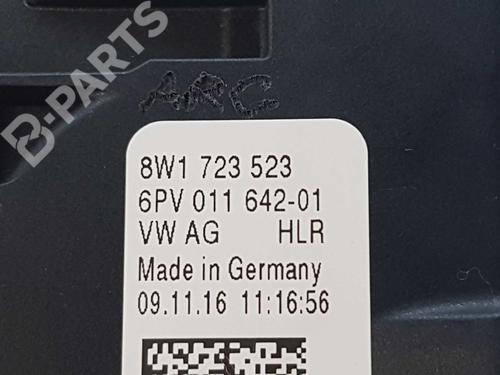 B-PARTS
ARC
8W1 723 523
6PV 011 642-01
VW AG HLR
Made in Germany
09.11.16 11:16:56